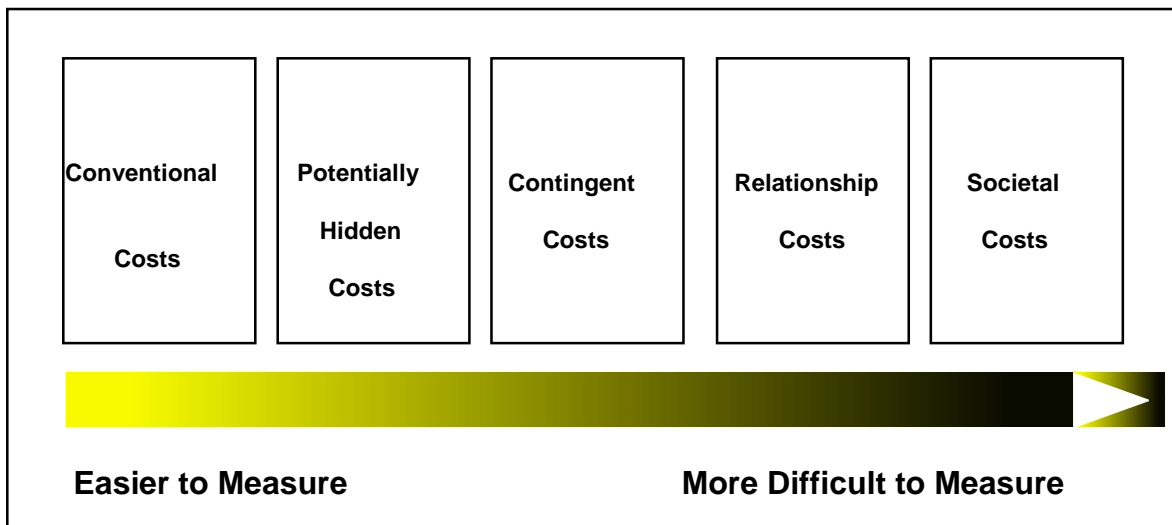 Conventional
Costs
Potentially
Hidden
Costs
Contingent
Costs
Relationship
Costs
Societal
Costs
Easier to Measure
More Difficult to Measure